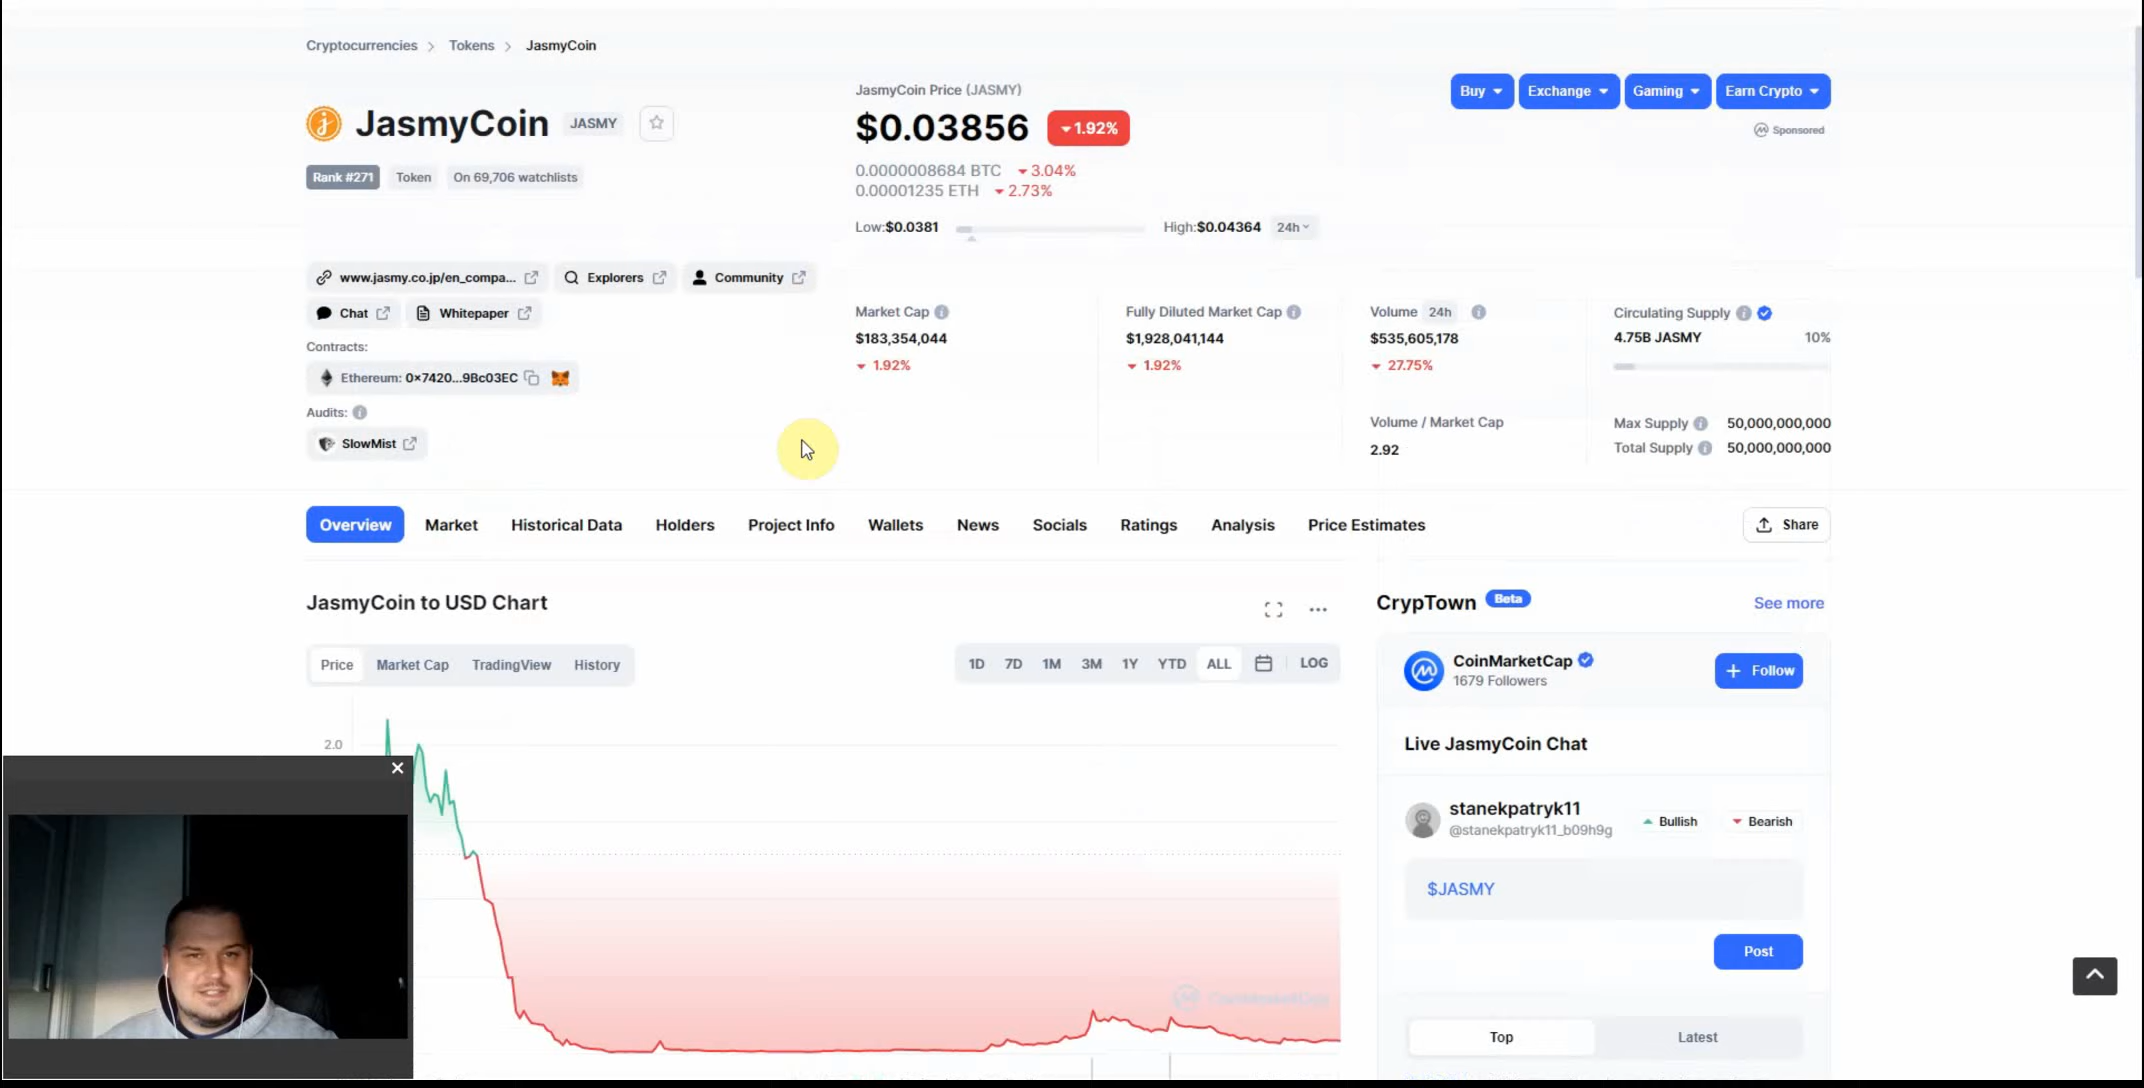 Cryptocurrencies > Tokens > JasmyCoin
JasmyCoin JASMY
Rank #271 Token On 69,706 watchlists
www.jasmy.co.jp/en_compa... Explorers Community
Chat Whitepaper
Contracts:
Ethereum: 0x7420...9Bc03EC
Audits:
SlowMist
JasmyCoin Price (JASMY)
$0.03856 1.92%
0.0000008684 BTC 3.04%
0.00001235 ETH 2.73%
Low:$0.0381 High:$0.04364 24h
Buy Exchange Gaming Earn Crypto
Sponsored
Market Cap
$183,354,044
1.92%
Fully Diluted Market Cap
$1,928,041,144
1.92%
Volume 24h
$535,605,178
27.75%
Volume / Market Cap
2.92
Circulating Supply
4.75B JASMY 10%
Max Supply 50,000,000,000
Total Supply 50,000,000,000
Overview Market Historical Data Holders Project Info Wallets News Socials Ratings Analysis Price Estimates Share
JasmyCoin to USD Chart
Price Market Cap TradingView History 1D 7D 1M 3M 1Y YTD ALL LOG
2.0
CoinMarketCap
CrypTown Beta See more
CoinMarketCap
1679 Followers
+ Follow
Live JasmyCoin Chat
stanekpatryk11
@stanekpatryk11_b09h9g
Bullish Bearish
$JASMY
Post
Top Latest